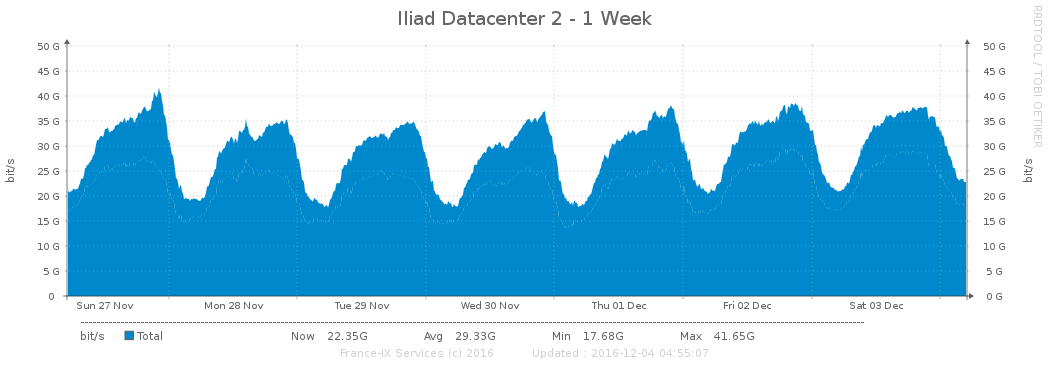 Iliad Datacenter 2 - 1 Week
RRDTOOL / TOBI OETIKER
50 G 50 G
45 G 45 G
40 G 40 G
35 G 35 G
30 G 30 G
25 G 25 G
20 G 20 G
15 G 15 G
10 G 10 G
5 G 5 G
0 0 G
bit/s bit/s
Sun 27 Nov Mon 28 Nov Tue 29 Nov Wed 30 Nov Thu 01 Dec Fri 02 Dec Sat 03 Dec
bit/s Total Now 22.35G Avg 29.33G Min 17.68G Max 41.65G
France-IX Services (c) 2016 Updated : 2016-12-04 04:55:07